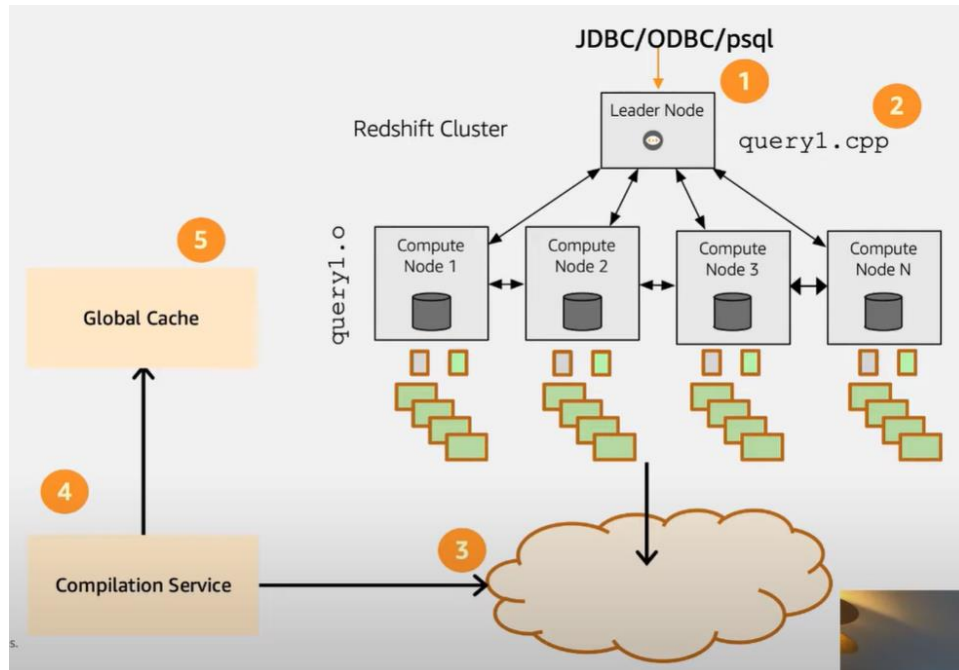 JDBC/ODBC/psql
1
Leader Node
2
Redshift Cluster
query1.cpp
5
query1.o
Compute
Node 1
Compute
Node 2
Compute
Node 3
Compute
Node N
Global Cache
4
3
Compilation Service
s.